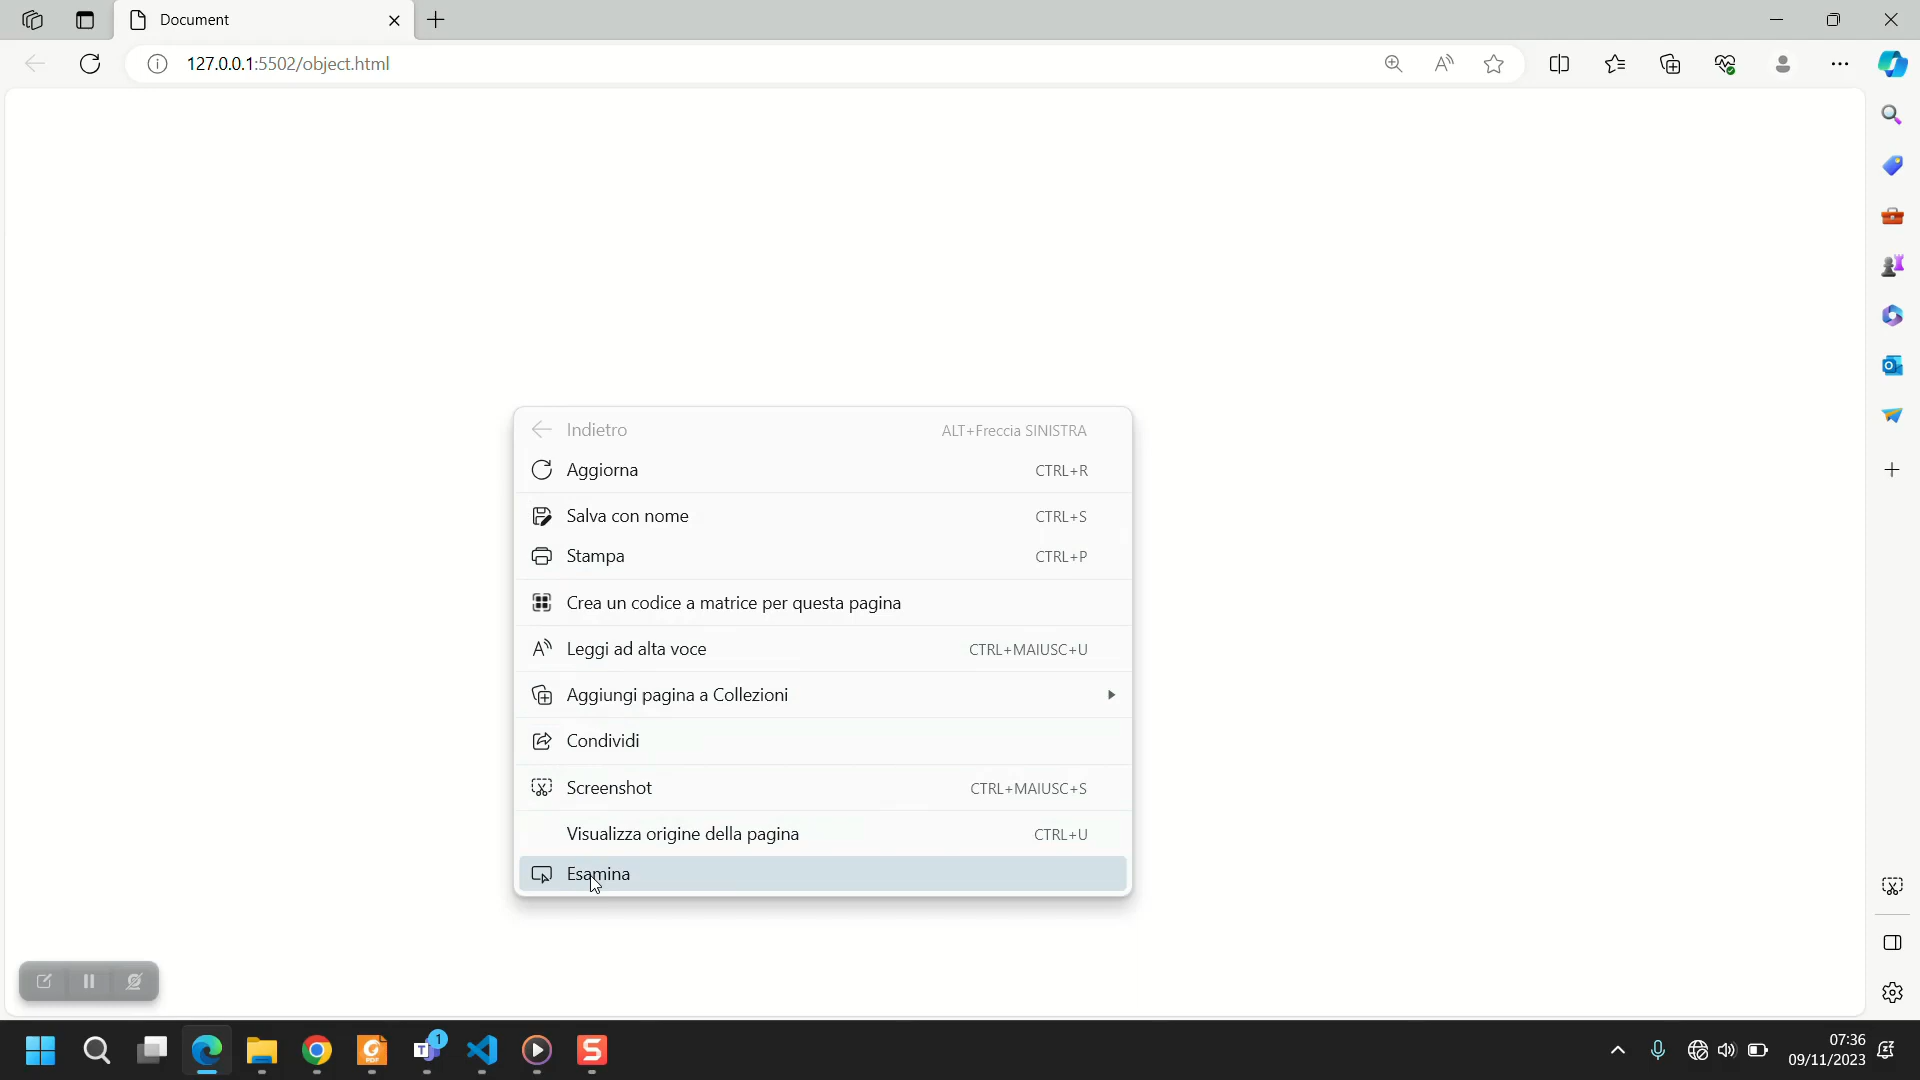 Document
127.0.0.1:5502/object.html
Indietro ALT+Freccia SINISTRA
Aggiorna CTRL+R
Salva con nome CTRL+S
Stampa CTRL+P
Crea un codice a matrice per questa pagina
Leggi ad alta voce CTRL+MAIUSC+U
Aggiungi pagina a Collezioni
Condividi
Screenshot CTRL+MAIUSC+S
Visualizza origine della pagina CTRL+U
Esamina
1
07:36
09/11/2023